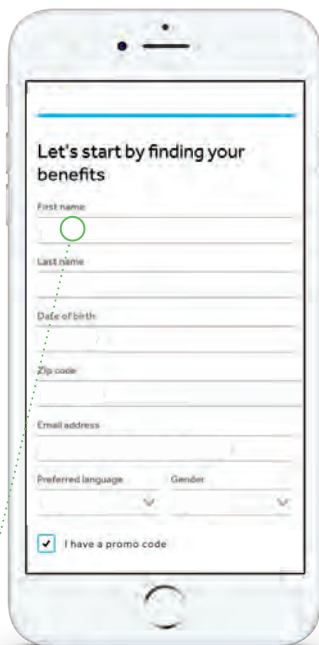 Let's start by finding your
benefits
First name
Last name
Date of birth
Zip code
Email address
Preferred language Gender
I have a promo code